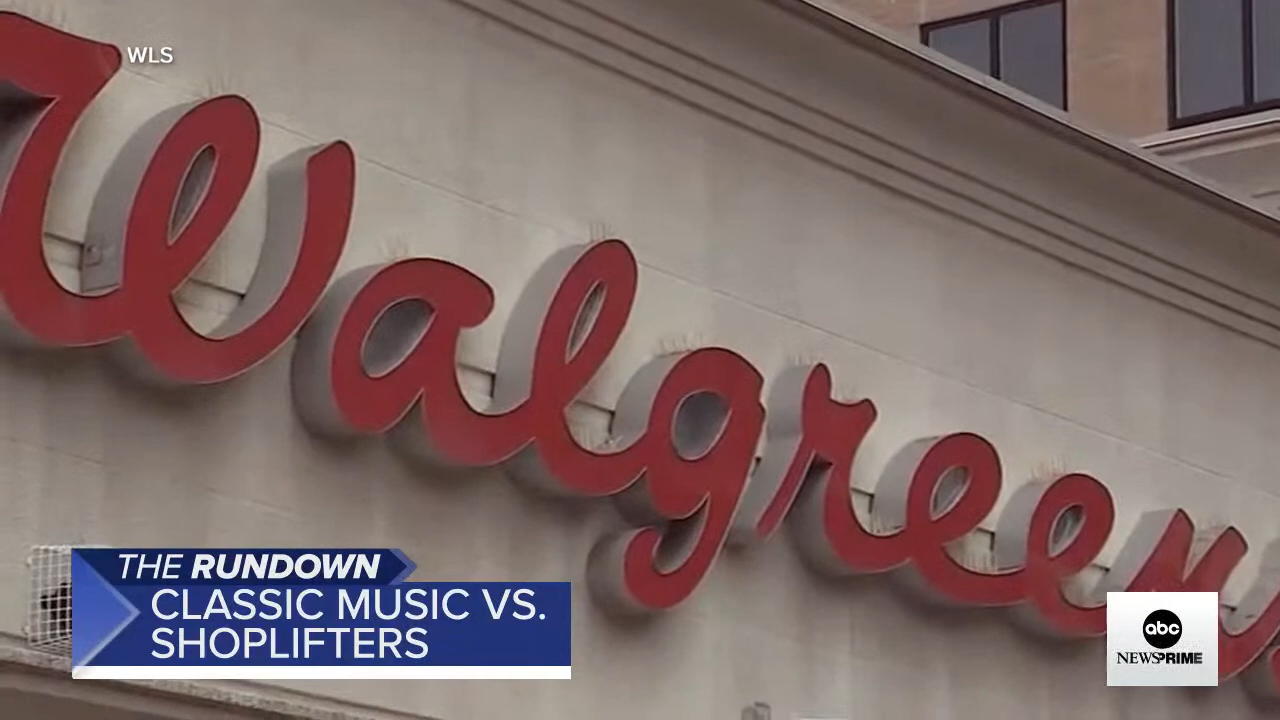 WLS
Walgreens
THE RUNDOWN
CLASSIC MUSIC VS.
SHOPLIFTERS
abc
NEWSPRIME